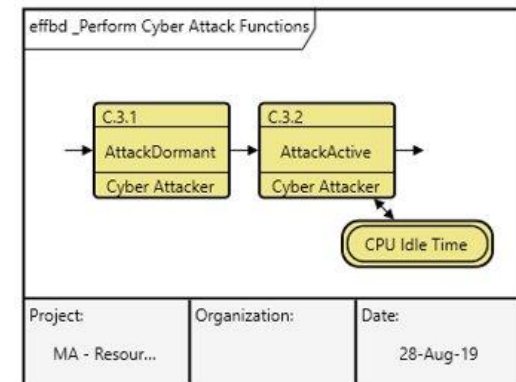 effbd _Perform Cyber Attack Functions
C.3.1
AttackDormant
Cyber Attacker
C.3.2
AttackActive
Cyber Attacker
CPU Idle Time
Project:
MA - Resour...
Organization:
Date:
28-Aug-19